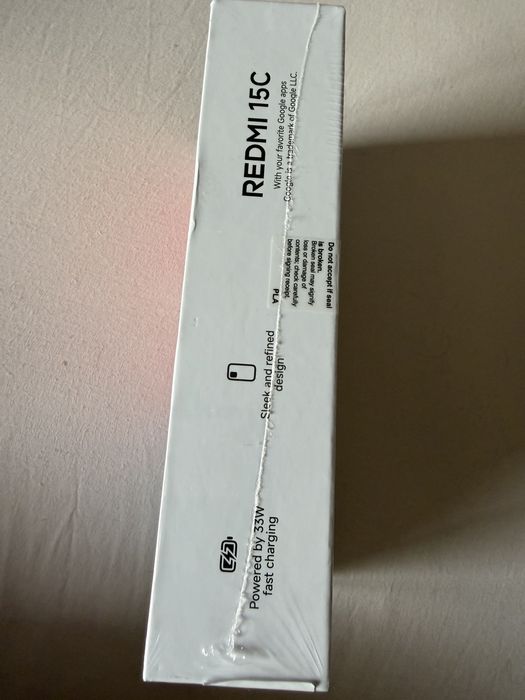 REDMI 15C
With your favorite Google apps
Google is a trademark of Google LLC.
Do not accept if seal
is broken.
Broken seal may signify
loss or damage of
contents; check carefully
before signing receipt.
PLA
Sleek and refined
design
Powered by 33W
fast charging